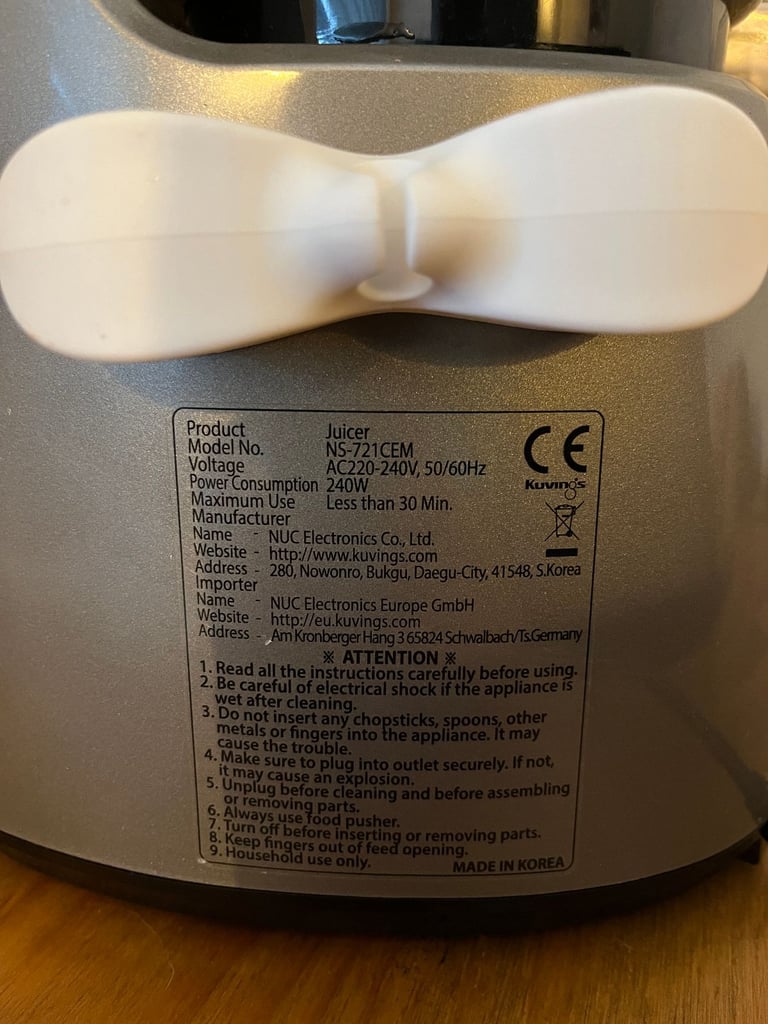 Product Juicer
Model No. NS-721CEM
Voltage AC220-240V, 50/60Hz
Power Consumption 240W
Maximum Use Less than 30 Min.
Manufacturer
Name - NUC Electronics Co., Ltd.
Website - http://www.kuvings.com
Address - 280, Nowonro, Bukgu, Daegu-City, 41548, S.Korea
Importer
Name - NUC Electronics Europe GmbH
Website - http://eu.kuvings.com
Address - Am Kronberger Hang 3 65824 Schwalbach/Ts.Germany
CE
Kuvings
※ ATTENTION ※
1. Read all the instructions carefully before using.
2. Be careful of electrical shock if the appliance is
wet after cleaning.
3. Do not insert any chopsticks, spoons, other
metals or fingers into the appliance. It may
cause the trouble.
4. Make sure to plug into outlet securely. If not,
it may cause an explosion.
5. Unplug before cleaning and before assembling
or removing parts.
6. Always use food pusher.
7. Turn off before inserting or removing parts.
8. Keep fingers out of feed opening.
9. Household use only.
MADE IN KOREA